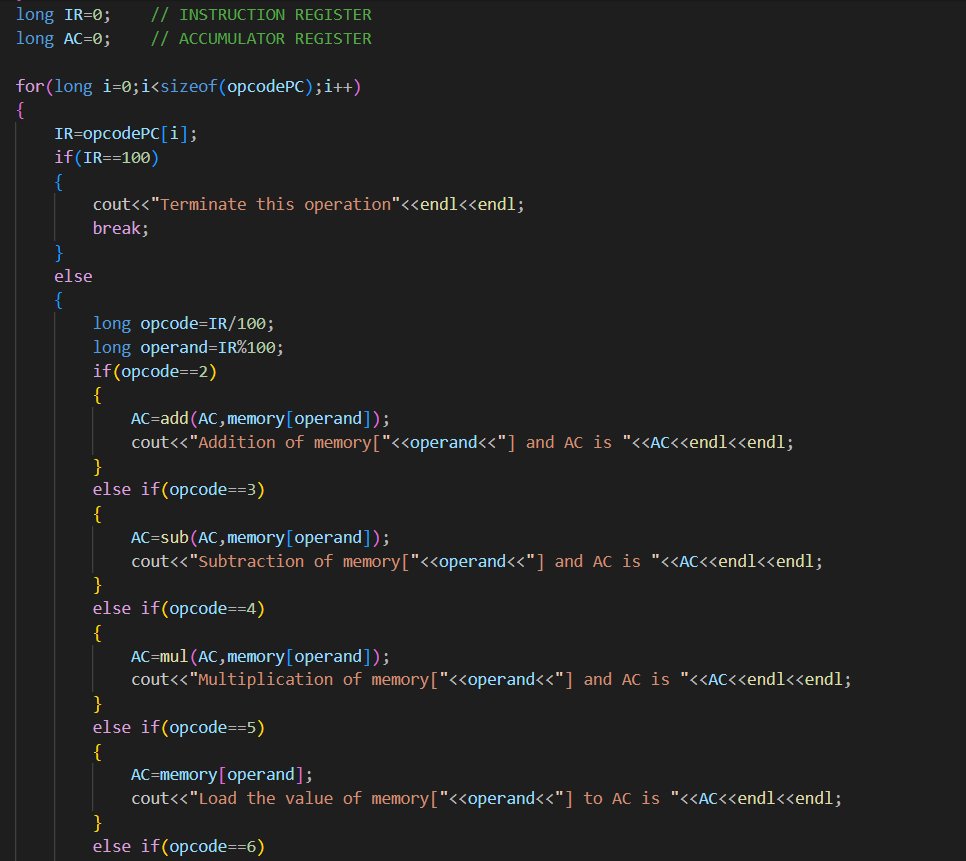 long IR=0;    // INSTRUCTION REGISTER
long AC=0;    // ACCUMULATOR REGISTER

for(long i=0;i<sizeof(opcodePC);i++)
{
    IR=opcodePC[i];
    if(IR==100)
    {
        cout<<"Terminate this operation"<<endl<<endl;
        break;
    }
    else
    {
        long opcode=IR/100;
        long operand=IR%100;
        if(opcode==2)
        {
            AC=add(AC,memory[operand]);
            cout<<"Addition of memory["<<operand<<"] and AC is "<<AC<<endl<<endl;
        }
        else if(opcode==3)
        {
            AC=sub(AC,memory[operand]);
            cout<<"Subtraction of memory["<<operand<<"] and AC is "<<AC<<endl<<endl;
        }
        else if(opcode==4)
        {
            AC=mul(AC,memory[operand]);
            cout<<"Multiplication of memory["<<operand<<"] and AC is "<<AC<<endl<<endl;
        }
        else if(opcode==5)
        {
            AC=memory[operand];
            cout<<"Load the value of memory["<<operand<<"] to AC is "<<AC<<endl<<endl;
        }
        else if(opcode==6)